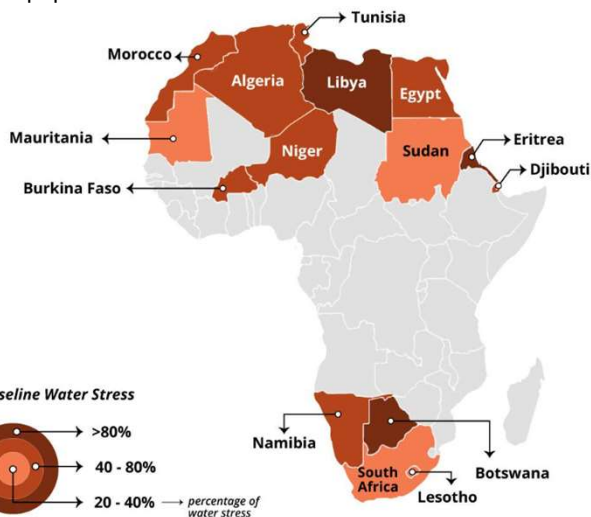 Tunisia
Morocco
Algeria
Libya
Egypt
Mauritania
Niger
Sudan
Eritrea
Djibouti
Burkina Faso
seline Water Stress
>80%
40 - 80%
20 - 40%
percentage of
water stress
Namibia
Botswana
South
Africa
Lesotho